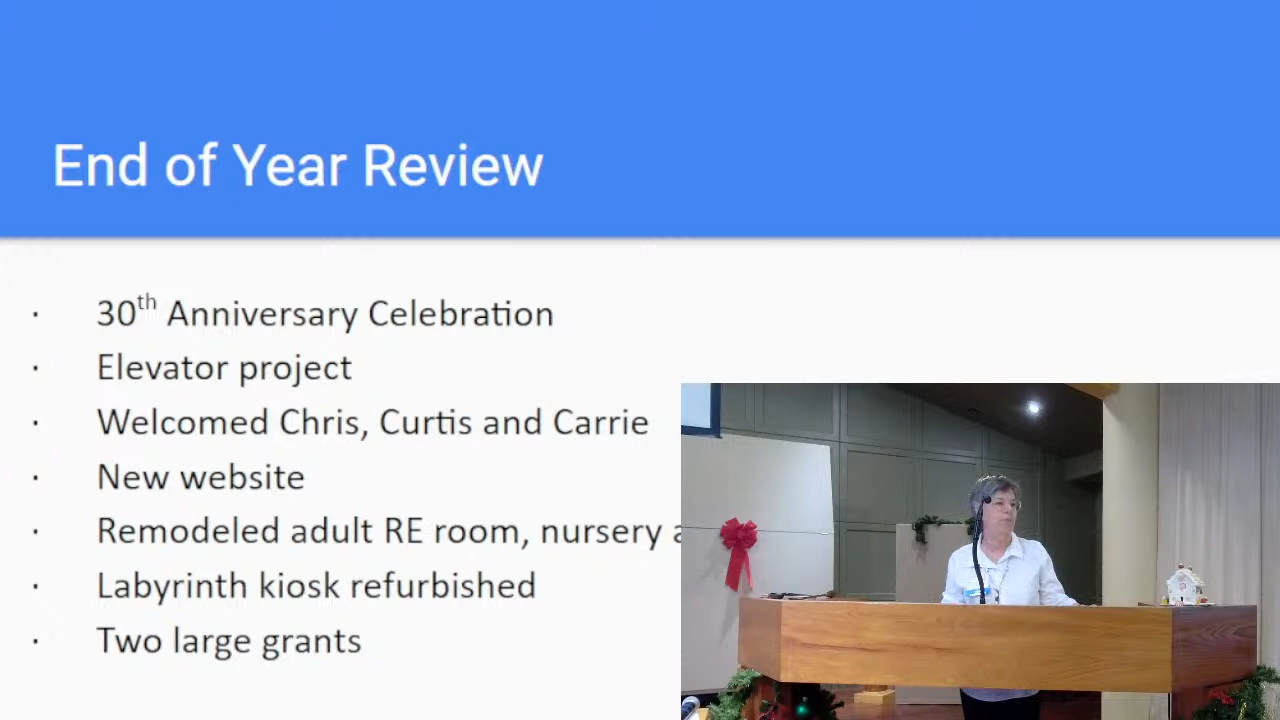 End of Year Review
· 30th Anniversary Celebration
· Elevator project
· Welcomed Chris, Curtis and Carrie
· New website
· Remodeled adult RE room, nursery
· Labyrinth kiosk refurbished
· Two large grants